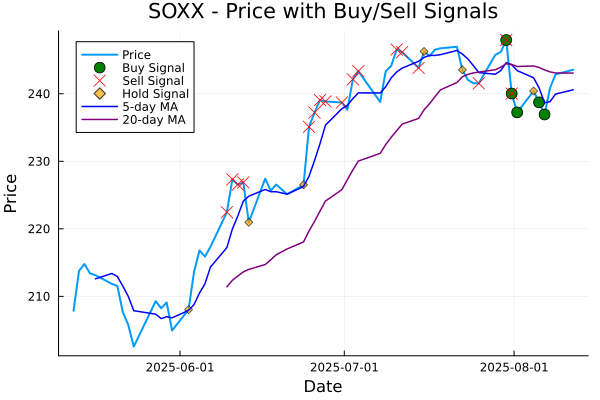 SOXX - Price with Buy/Sell Signals
Price
Buy Signal
Sell Signal
Hold Signal
5-day MA
20-day MA
240
230
220
210
Price
2025-06-01
2025-07-01
2025-08-01
Date